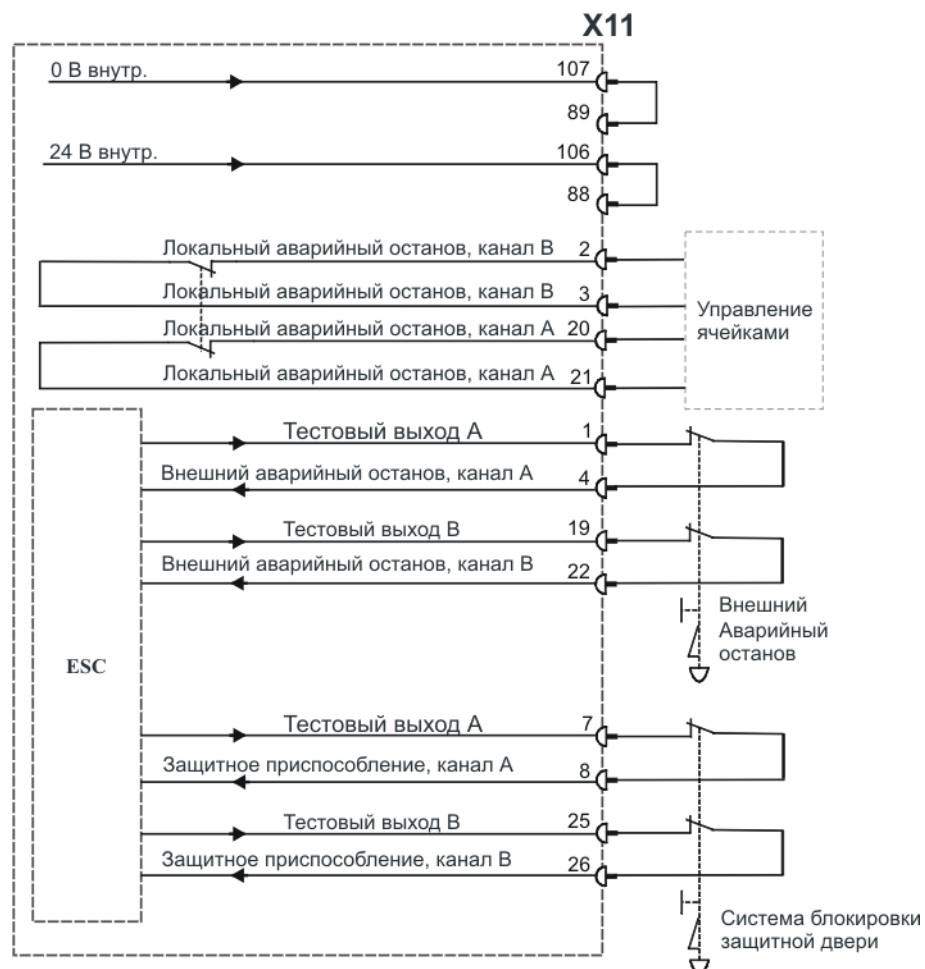 X11
0 В внутр.
107
89
24 В внутр.
106
88
Локальный аварийный останов, канал В
2
Локальный аварийный останов, канал В
3
Локальный аварийный останов, канал А
20
Локальный аварийный останов, канал А
21
Управление
ячейками
Тестовый выход А
1
Внешний аварийный останов, канал А
4
Тестовый выход В
19
Внешний аварийный останов, канал В
22
Внешний
Аварийный
останов
ESC
Тестовый выход А
7
Защитное приспособление, канал А
8
Тестовый выход В
25
Защитное приспособление, канал В
26
Система блокировки
защитной двери